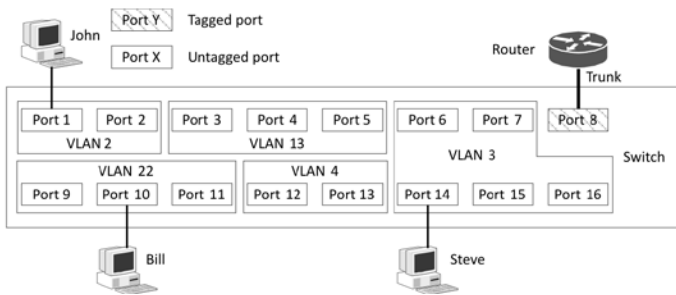 John
Port Y Tagged port
Port X Untagged port
Router
Trunk
Port 1 Port 2 Port 3 Port 4 Port 5 Port 6 Port 7 Port 8
VLAN 2 VLAN 13 VLAN 3
Switch
VLAN 22 VLAN 4
Port 9 Port 10 Port 11 Port 12 Port 13 Port 14 Port 15 Port 16
Bill Steve